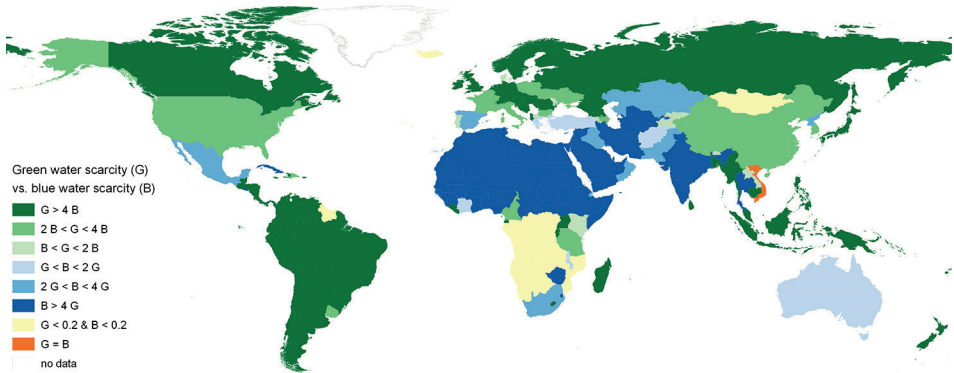 Green water scarcity (G)
vs. blue water scarcity (B)
G > 4 B
2 B < G < 4 B
B < G < 2 B
G < B < 2 G
2 G < B < 4 G
B > 4 G
G < 0.2 & B < 0.2
G = B
no data